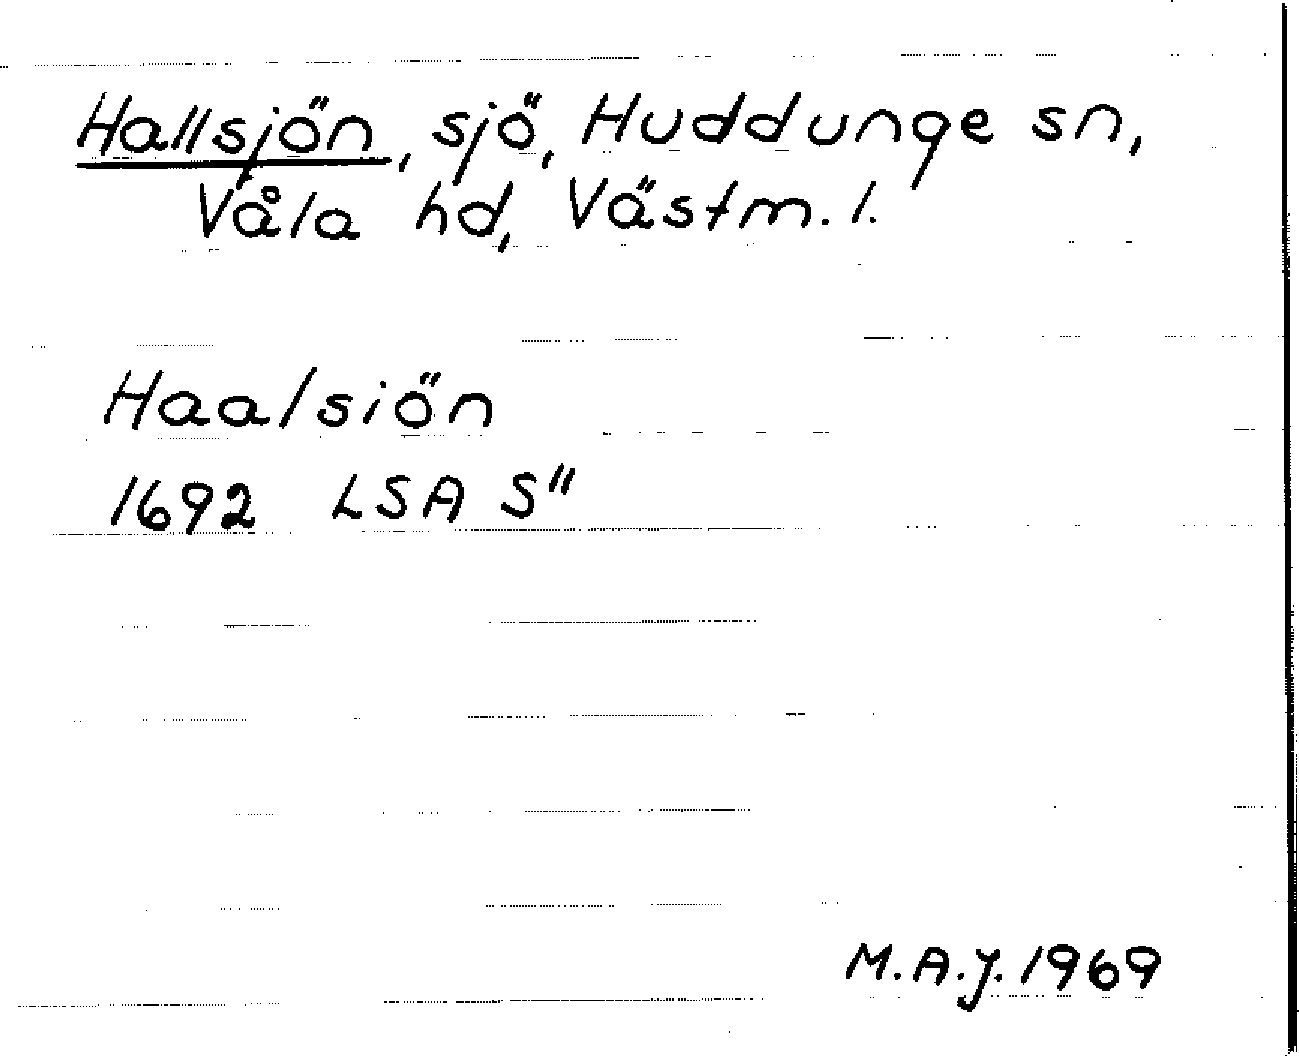 Hallsjön, sjö, Huddunge sn,
Våla hd, Västm. l.
Haalsiön
1692 LSA S"
M.A.J. 1969